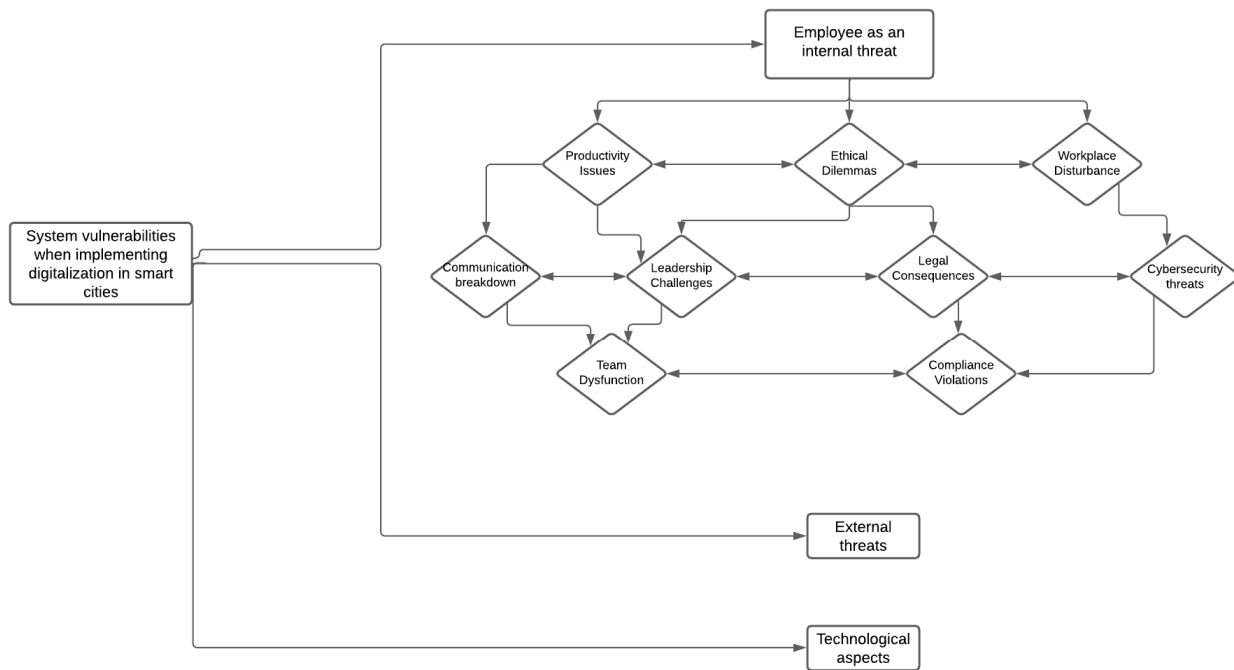 Employee as an
internal threat
Productivity
Issues
Ethical
Dilemmas
Workplace
Disturbance
System vulnerabilities
when implementing
digitalization in smart
cities
Communication
breakdown
Leadership
Challenges
Legal
Consequences
Cybersecurity
threats
Team
Dysfunction
Compliance
Violations
External
threats
Technological
aspects